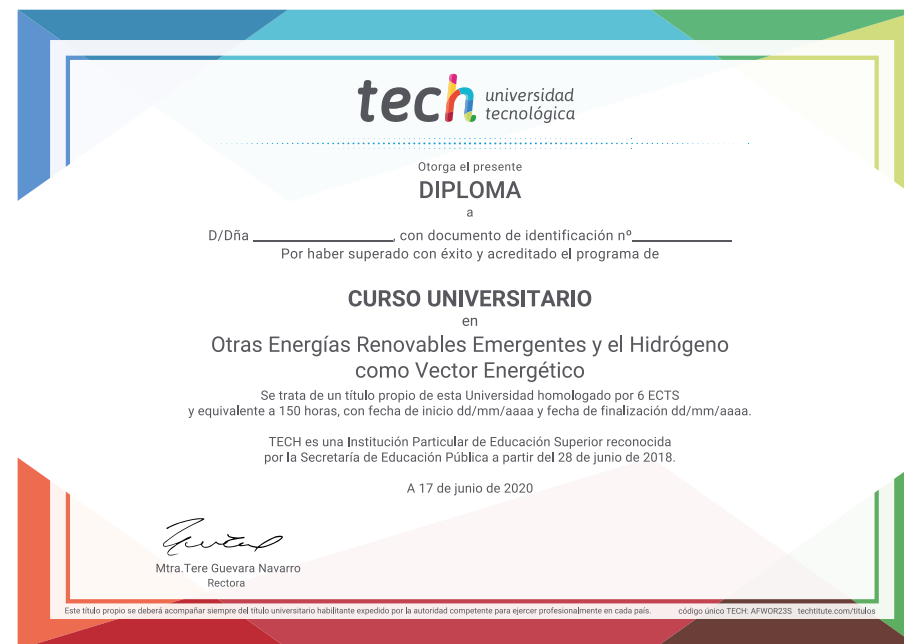 tech universidad
tecnológica
Otorga el presente
DIPLOMA
a
D/Dña ____________, con documento de identificación nº____________
Por haber superado con éxito y acreditado el programa de
CURSO UNIVERSITARIO
en
Otras Energías Renovables Emergentes y el Hidrógeno
como Vector Energético
Se trata de un título propio de esta Universidad homologado por 6 ECTS
y equivalente a 150 horas, con fecha de inicio dd/mm/aaaa y fecha de finalización dd/mm/aaaa.
TECH es una Institución Particular de Educación Superior reconocida
por la Secretaría de Educación Pública a partir del 28 de junio de 2018.
A 17 de junio de 2020
Mtra.Tere Guevara Navarro
Rectora
Este título propio se deberá acompañar siempre del título universitario habilitante expedido por la autoridad competente para ejercer profesionalmente en cada país. código único TECH: AFWOR23S techtitute.com/titulos